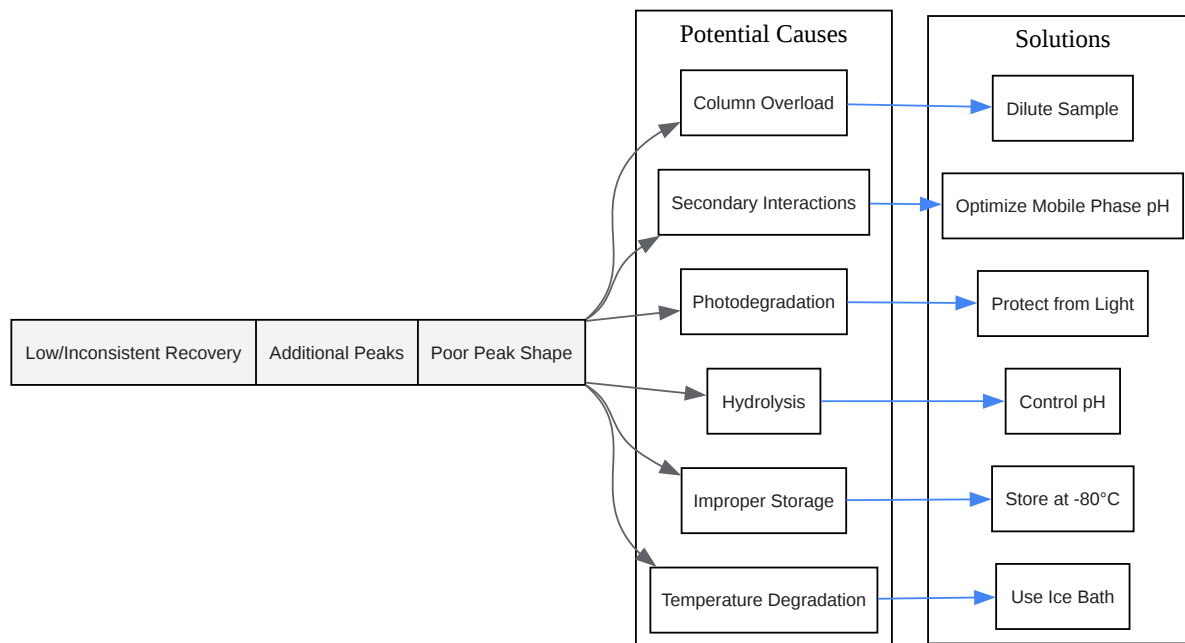 Potential Causes
Solutions
Column Overload
Dilute Sample
Secondary Interactions
Optimize Mobile Phase pH
Photodegradation
Protect from Light
Low/Inconsistent Recovery
Additional Peaks
Poor Peak Shape
Hydrolysis
Control pH
Improper Storage
Store at -80°C
Temperature Degradation
Use Ice Bath